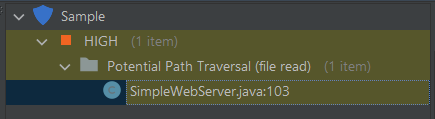 Sample
HIGH (1 item)
Potential Path Traversal (file read) (1 item)
SimpleWebServer.java:103